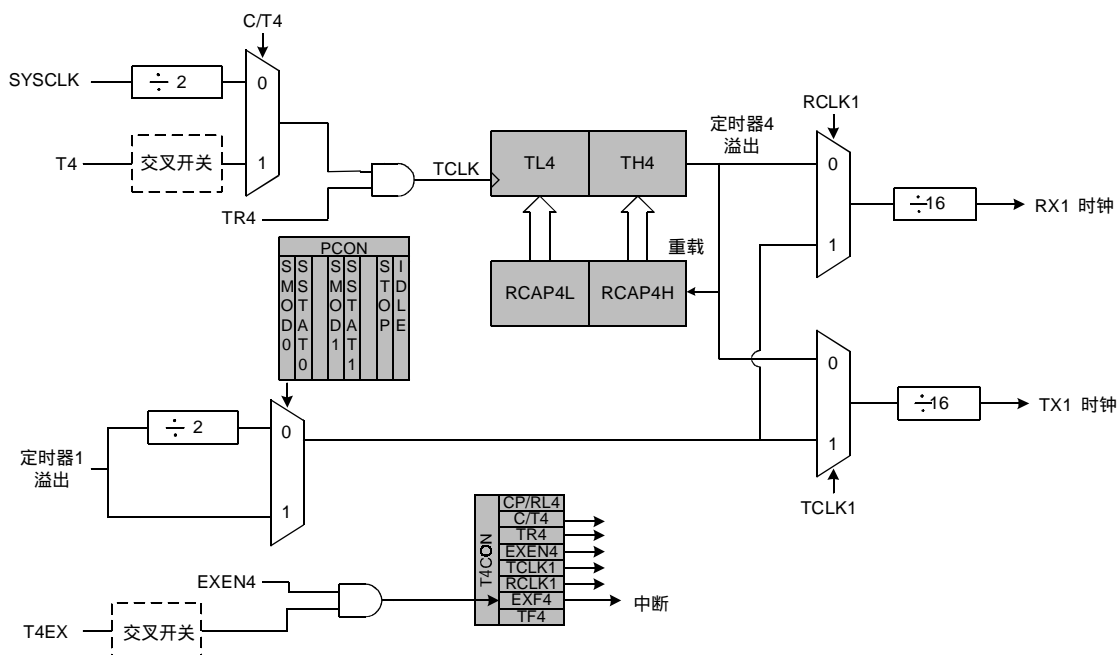 C/T4
SYSCLK
÷ 2
0
T4
交叉开关
1
TR4
TCLK
TL4
TH4
定时器4
溢出
RCLK1
0
1
÷16
RX1 时钟
重载
RCAP4L
RCAP4H
PCON
SMOD0
SSTAT0
SMOD1
SSTAT1
STOP
IDLE
定时器1
溢出
÷ 2
0
1
0
1
÷16
TX1 时钟
TCLK1
T4CON
CP/RL4
C/T4
TR4
EXEN4
TCLK1
RCLK1
EXF4
TF4
中断
EXEN4
T4EX
交叉开关